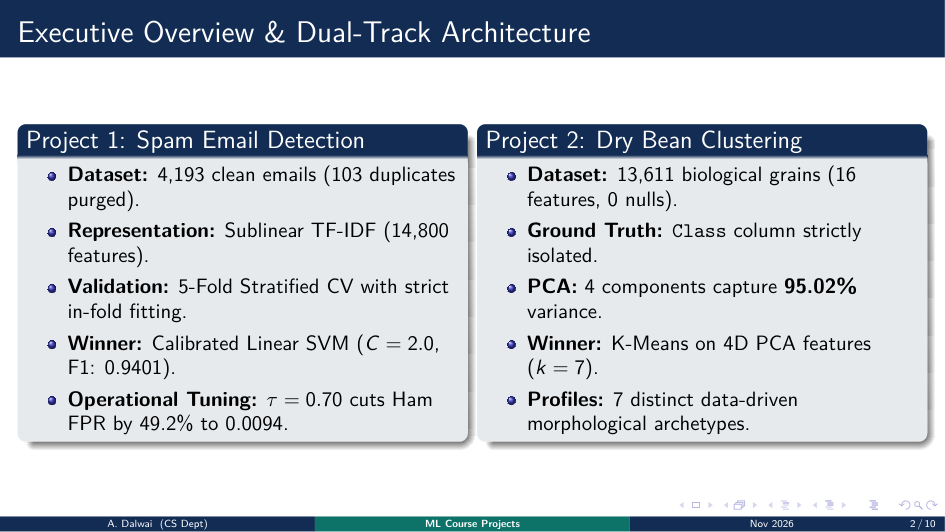 Executive Overview & Dual-Track Architecture
Project 1: Spam Email Detection
Dataset: 4,193 clean emails (103 duplicates
purged).
Representation: Sublinear TF-IDF (14,800
features).
Validation: 5-Fold Stratified CV with strict
in-fold fitting.
Winner: Calibrated Linear SVM (C = 2.0,
F1: 0.9401).
Operational Tuning: τ = 0.70 cuts Ham
FPR by 49.2% to 0.0094.
Project 2: Dry Bean Clustering
Dataset: 13,611 biological grains (16
features, 0 nulls).
Ground Truth: Class column strictly
isolated.
PCA: 4 components capture 95.02%
variance.
Winner: K-Means on 4D PCA features
(k = 7).
Profiles: 7 distinct data-driven
morphological archetypes.
A. Dalwai (CS Dept)
ML Course Projects
Nov 2026
2 / 10